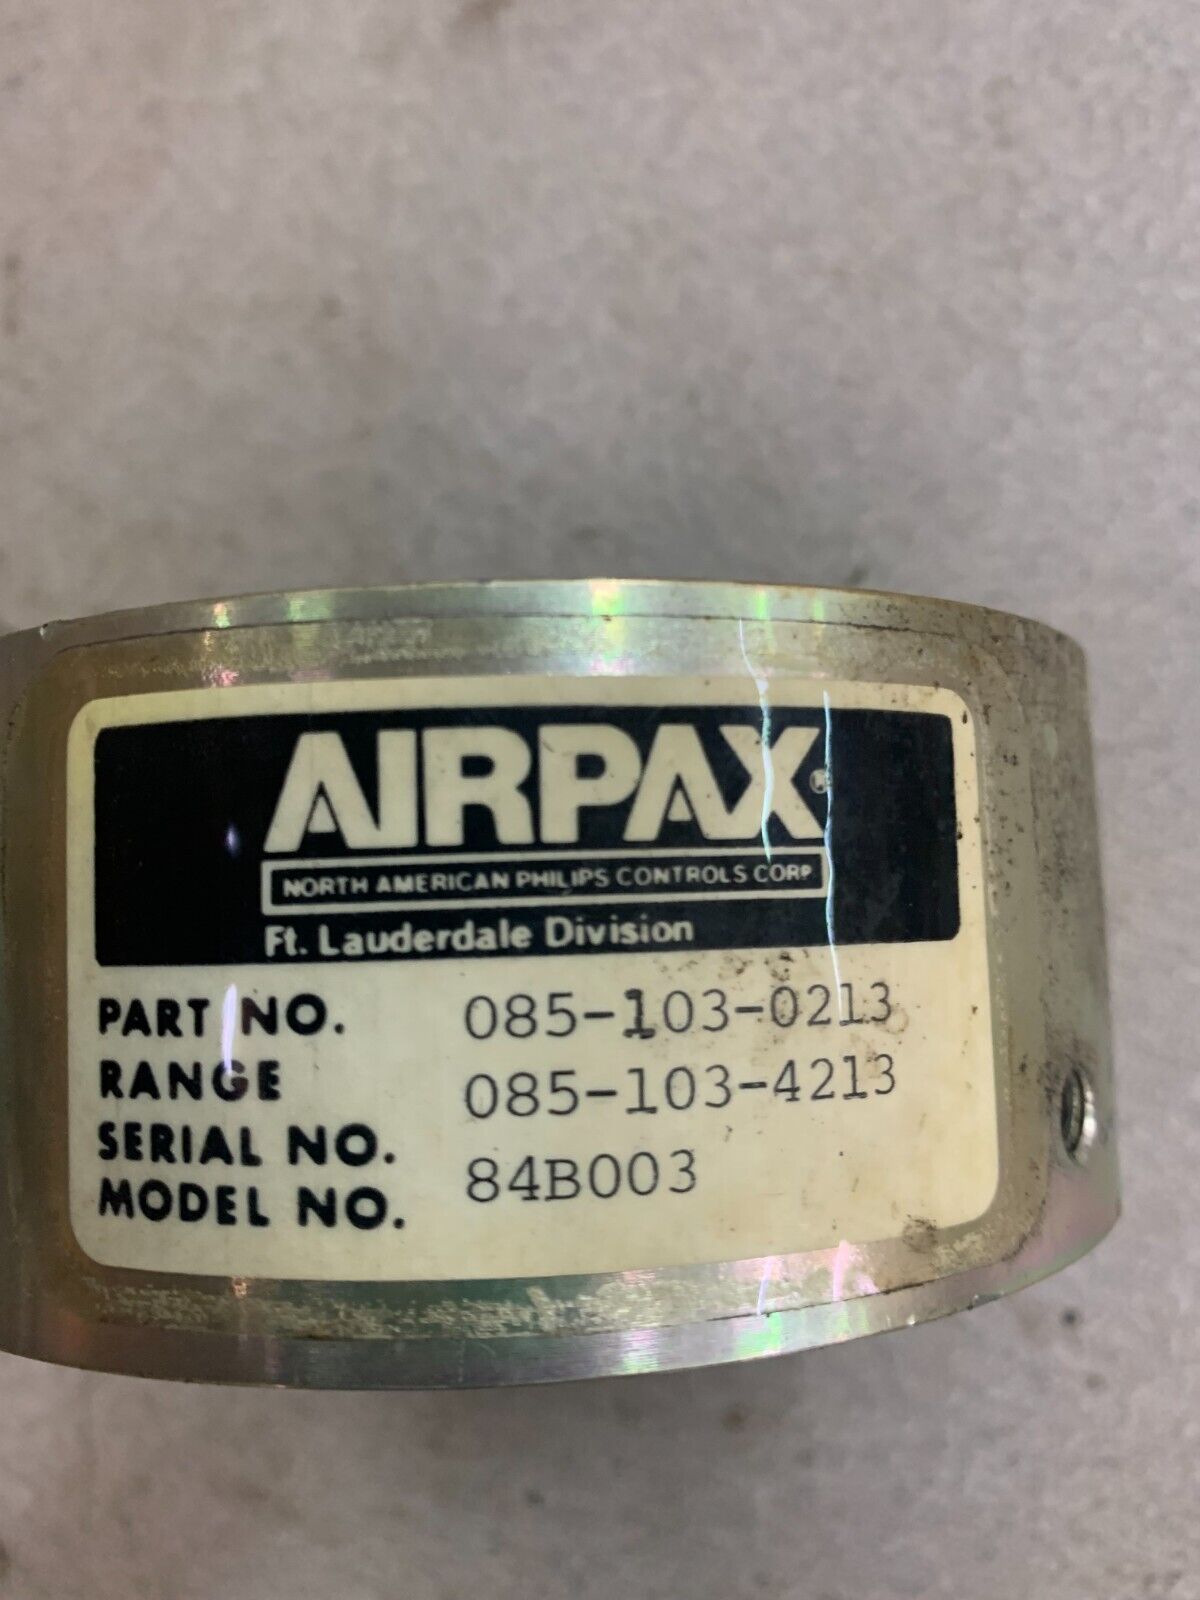 AIRPAX®
NORTH AMERICAN PHILIPS CONTROLS CORP
Ft. Lauderdale Division
PART NO. 085-103-0213
RANGE 085-103-4213
SERIAL NO.
84B003
MODEL NO.